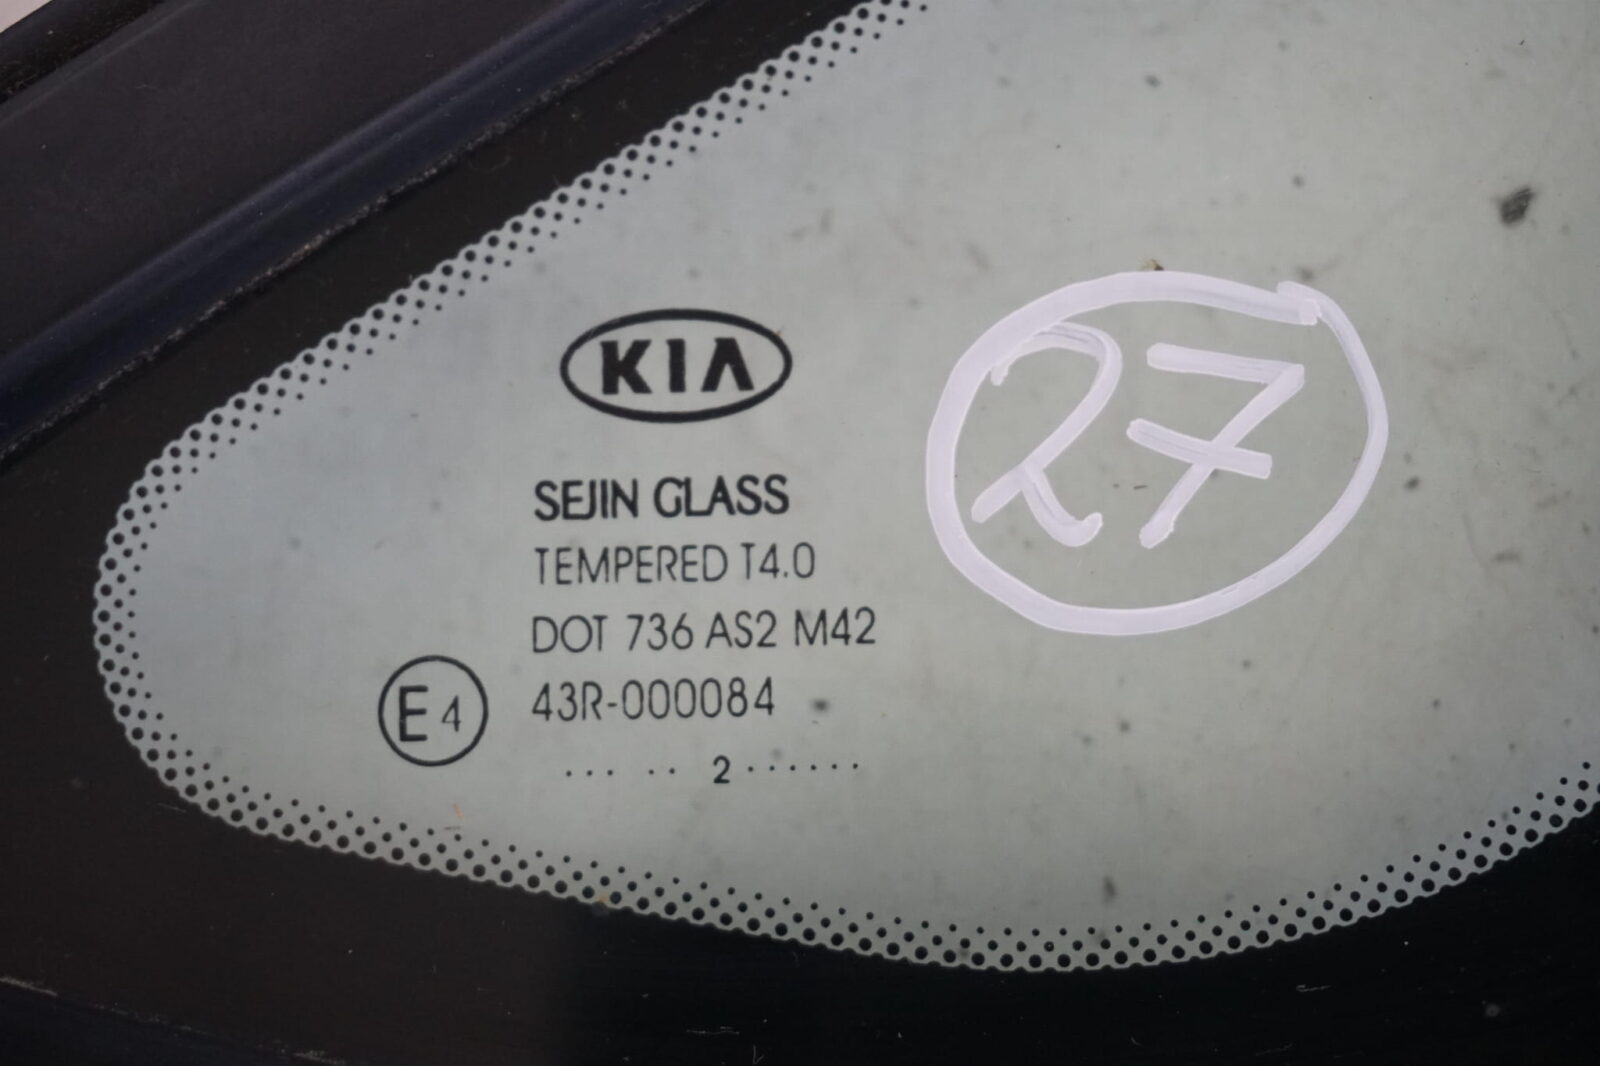 KIA
27
SEJIN GLASS
TEMPERED T4.0
DOT 736 AS2 M42
E4 43R-000084
... .. 2 ......